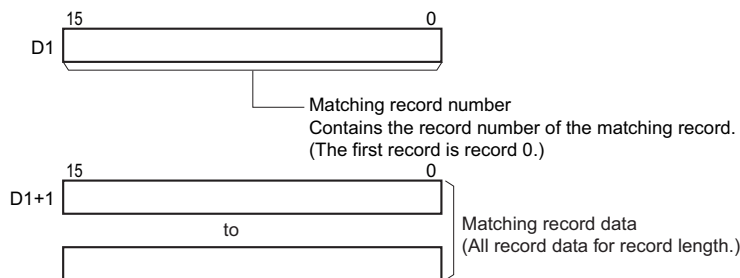 15 0
D1
Matching record number
Contains the record number of the matching record.
(The first record is record 0.)
15 0
D1+1
to
Matching record data
(All record data for record length.)